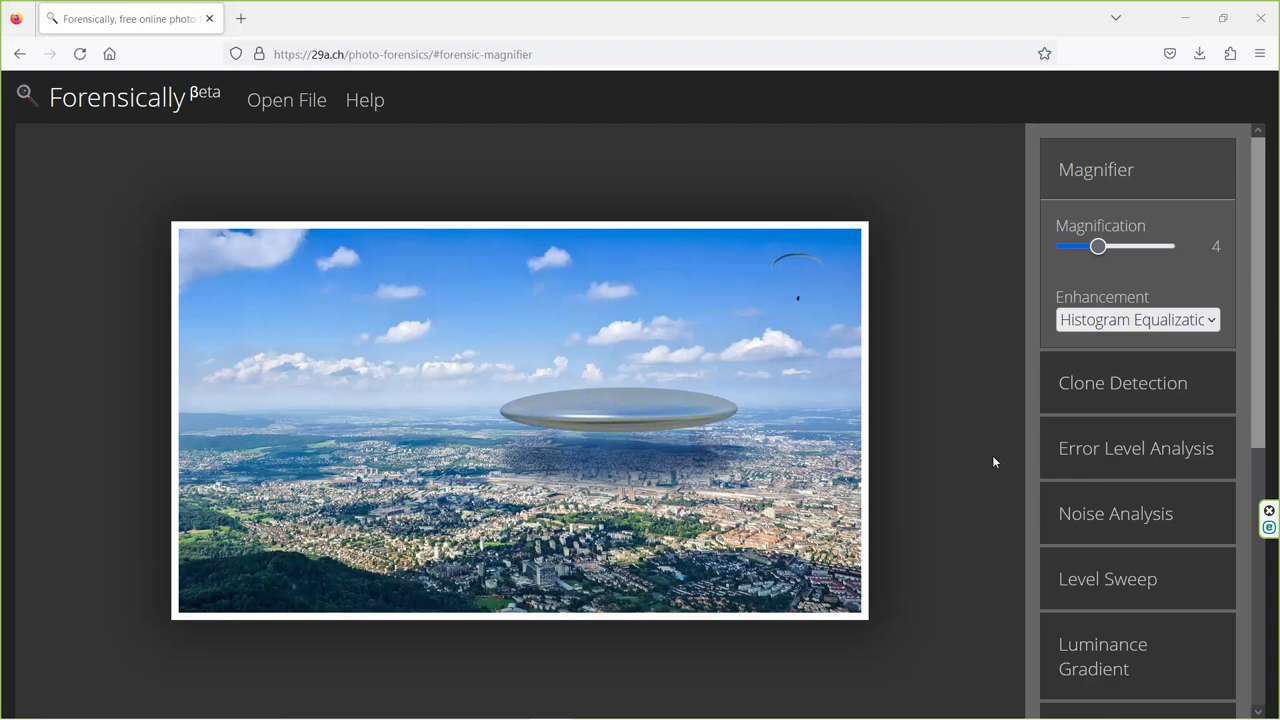 Forensically, free online photo
https://29a.ch/photo-forensics/#forensic-magnifier
Forensically βeta
Open File
Help
Magnifier
Magnification
4
Enhancement
Histogram Equalizatic
Clone Detection
Error Level Analysis
Noise Analysis
Level Sweep
Luminance
Gradient